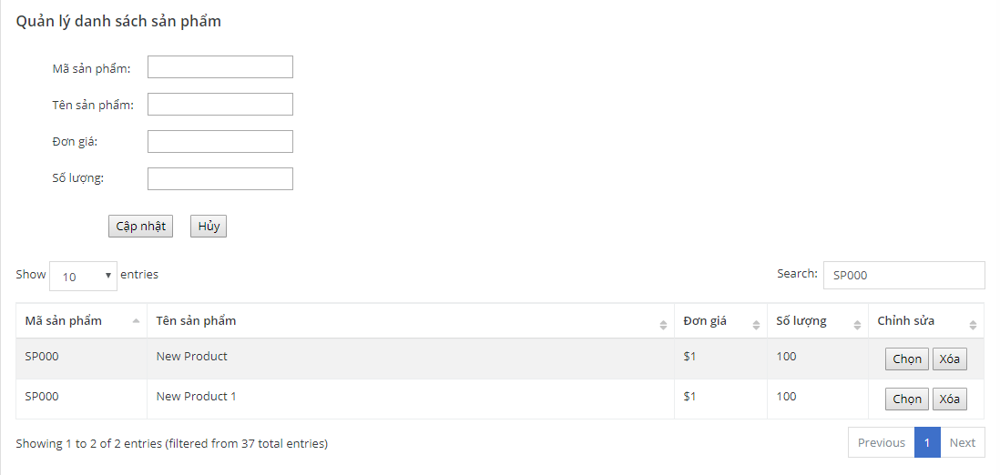 Quản lý danh sách sản phẩm
Mã sản phẩm:
Tên sản phẩm:
Đơn giá:
Số lượng:
Cập nhật Hủy
Show 10 entries Search: SP000
Mã sản phẩm Tên sản phẩm Đơn giá Số lượng Chỉnh sửa
SP000 New Product $1 100 Chọn Xóa
SP000 New Product 1 $1 100 Chọn Xóa
Showing 1 to 2 of 2 entries (filtered from 37 total entries) Previous 1 Next